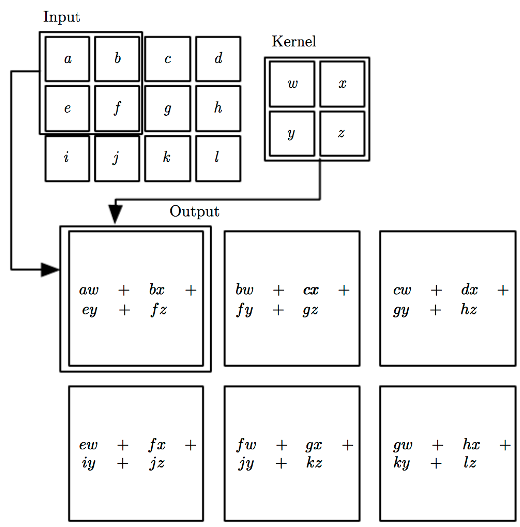 Input
a b c d
Kernel
w x
e f g h
y z
i j k l
Output
aw + bx +
ey + fz
bw + cx +
fy + gz
cw + dx +
gy + hz
ew + fx +
iy + jz
fw + gx +
jy + kz
gw + hx +
ky + lz